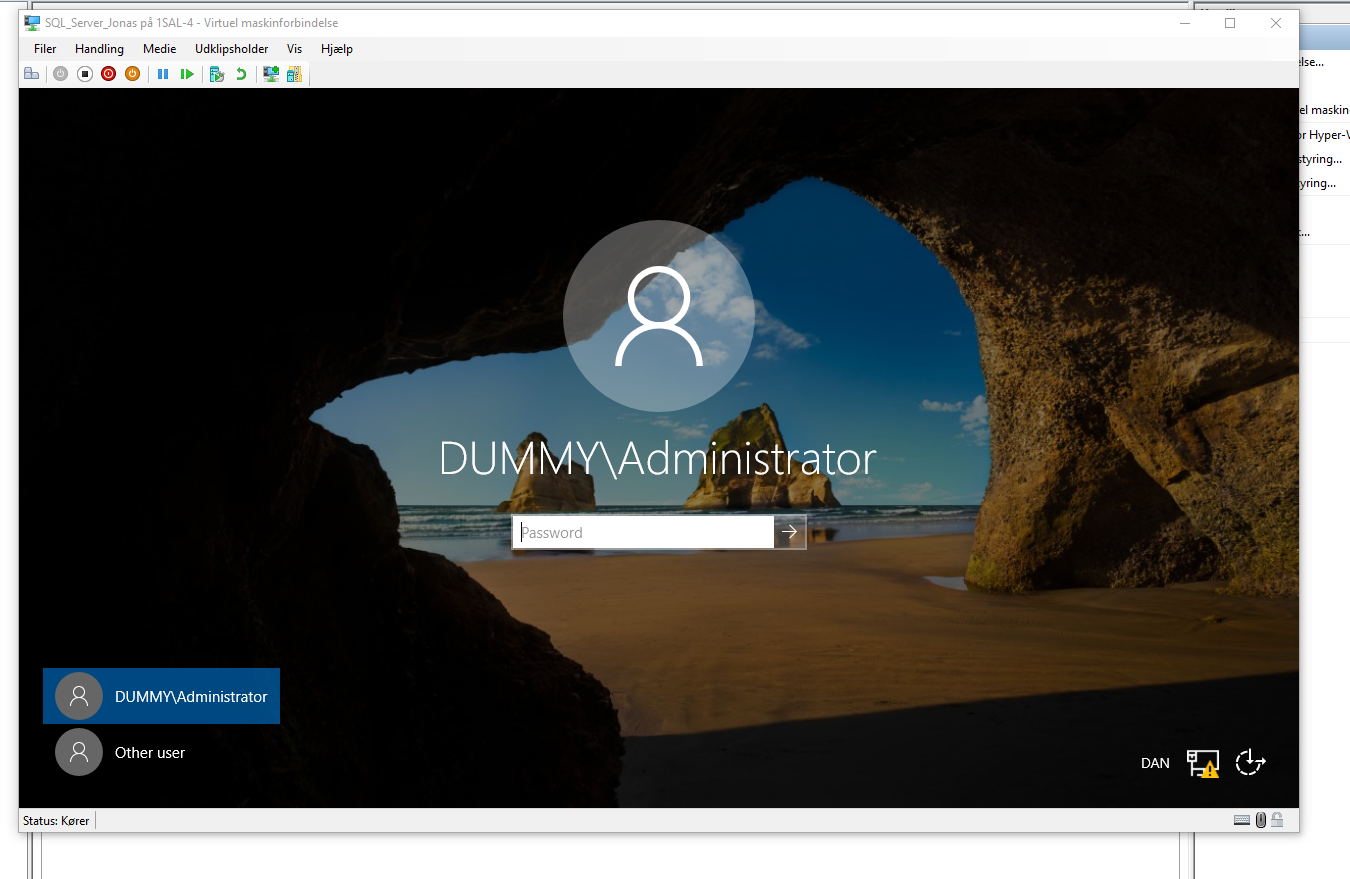 SQL_Server_Jonas på 1SAL-4 - Virtuel maskinforbindelse
Filer Handling Medie Udklipsholder Vis Hjælp
DUMMY\Administrator
Password
DUMMY\Administrator
Other user
DAN
Status: Kører
else...
el maskin
or Hyper-V
styring...
yring...